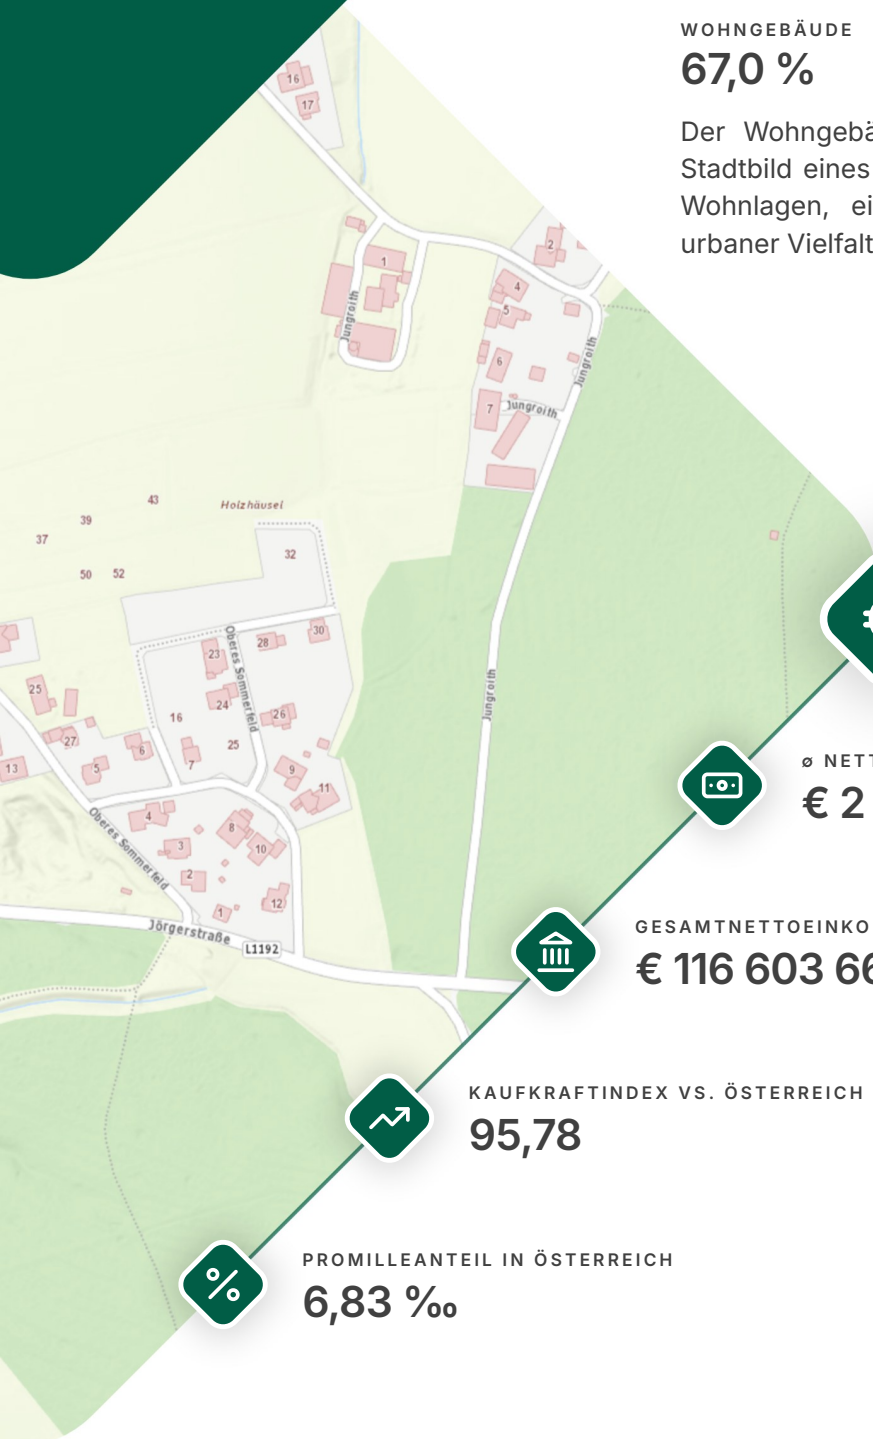 WOHNGEBÄUDE
67,0 %
Der Wohngebä
Stadtbild eines
Wohnlagen, ei
urbaner Vielfalt
16
17
2
1
4
Jungroith
5
Jungroith
6
7
Jungroith
43
Holzhäusel
39
37
32
50 52
30
28
23
Oberes Sommerfeld
25
24
26
16
Jungroith
27
6
25
13
5
7
9
11
4
8
Oberes Sommerfeld
3
10
2
1
12
Jörgerstraße
L1192
ø NETT
€ 2
GESAMTNETTOEINKO
€ 116 603 66
KAUFKRAFTINDEX VS. ÖSTERREICH
95,78
PROMILLEANTEIL IN ÖSTERREICH
6,83 ‰